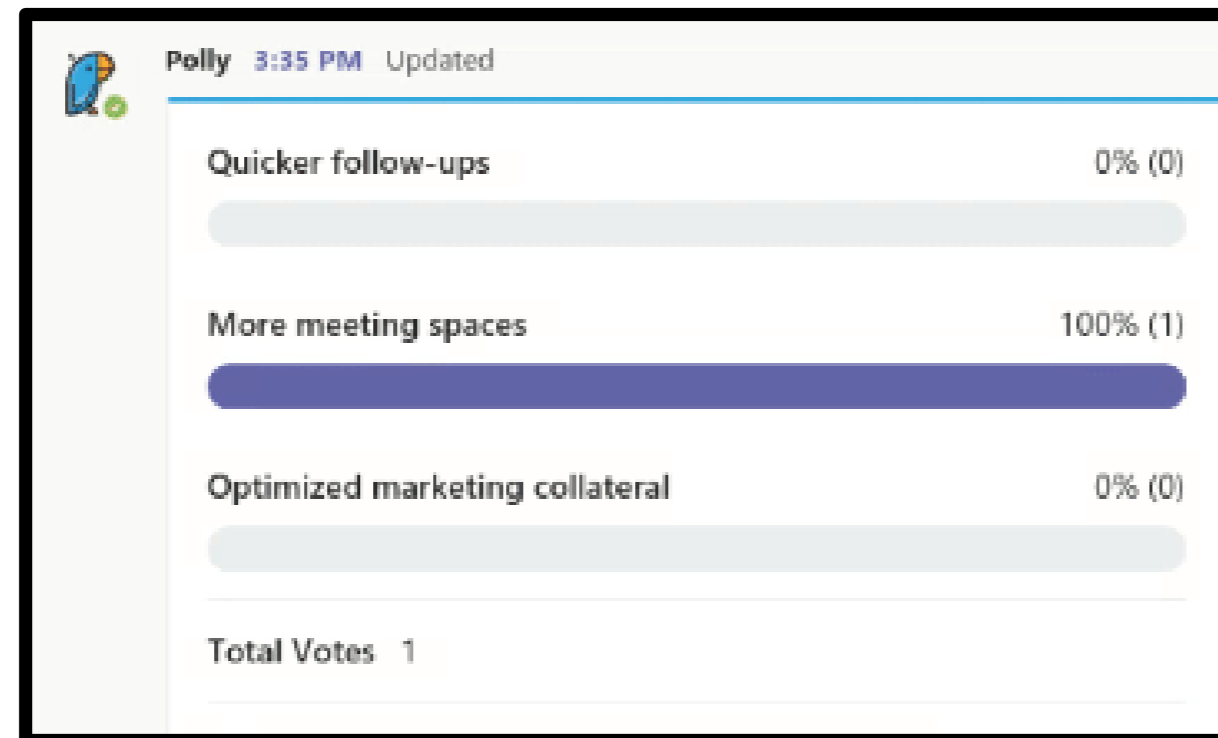 Polly 3:35 PM Updated
Quicker follow-ups 0% (0)
More meeting spaces 100% (1)
Optimized marketing collateral 0% (0)
Total Votes 1